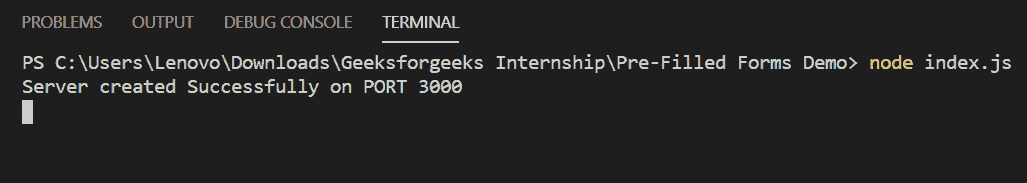 PROBLEMS OUTPUT DEBUG CONSOLE TERMINAL
PS C:\Users\Lenovo\Downloads\Geeksforgeeks Internship\Pre-Filled Forms Demo> node index.js
Server created Successfully on PORT 3000